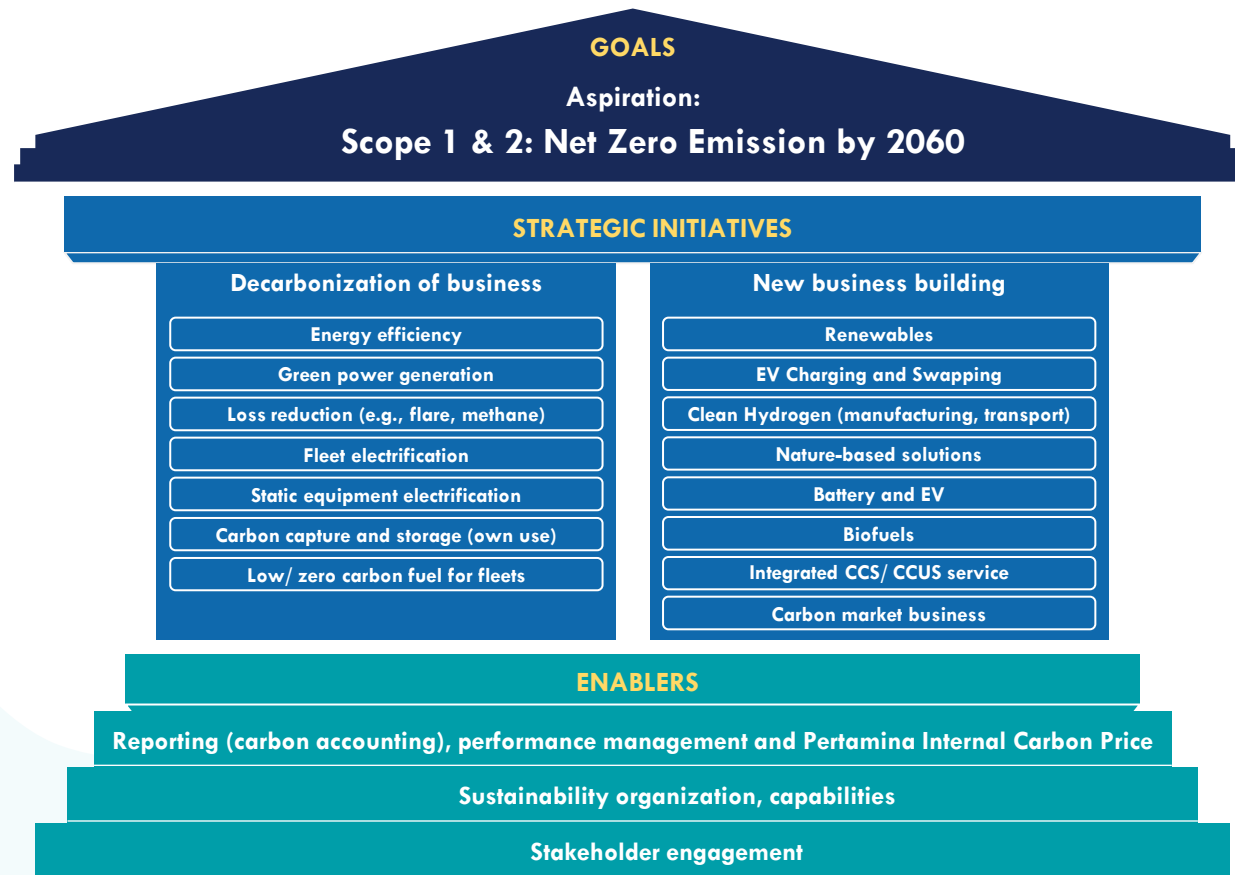 GOALS
Aspiration:
Scope 1 & 2: Net Zero Emission by 2060
STRATEGIC INITIATIVES
Decarbonization of business
Energy efficiency
Green power generation
Loss reduction (e.g., flare, methane)
Fleet electrification
Static equipment electrification
Carbon capture and storage (own use)
Low/ zero carbon fuel for fleets
New business building
Renewables
EV Charging and Swapping
Clean Hydrogen (manufacturing, transport)
Nature-based solutions
Battery and EV
Biofuels
Integrated CCS/ CCUS service
Carbon market business
ENABLERS
Reporting (carbon accounting), performance management and Pertamina Internal Carbon Price
Sustainability organization, capabilities
Stakeholder engagement